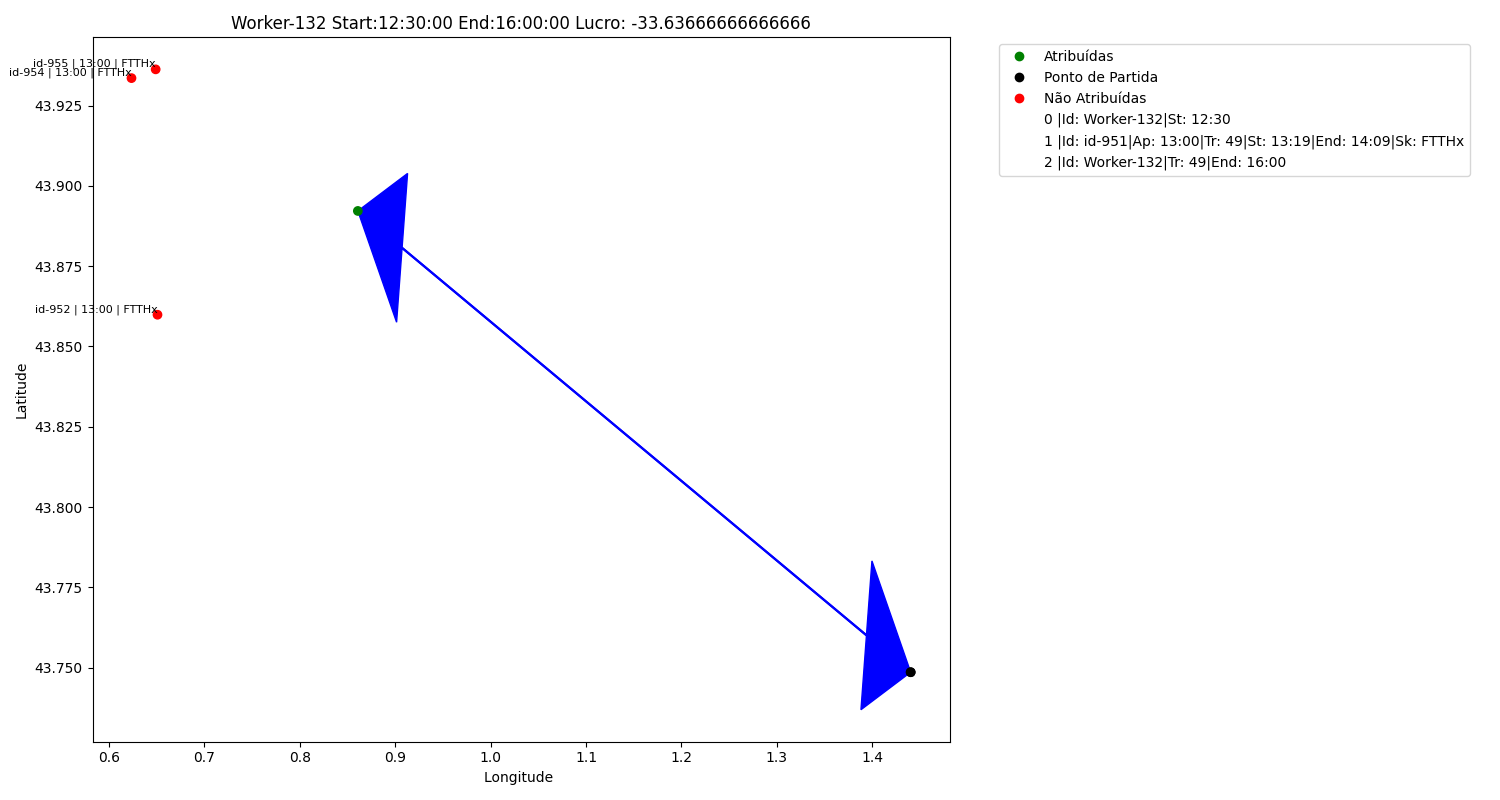 Worker-132 Start:12:30:00 End:16:00:00 Lucro: -33.63666666666666
id-955 | 13:00 | FTTHx
id-954 | 13:00 | FTTHx
id-952 | 13:00 | FTTHx
43.925
43.900
43.875
43.850
43.825
43.800
43.775
43.750
Latitude
0.6 0.7 0.8 0.9 1.0 1.1 1.2 1.3 1.4
Longitude
Atribuídas
Ponto de Partida
Não Atribuídas
0 |Id: Worker-132|St: 12:30
1 |Id: id-951|Ap: 13:00|Tr: 49|St: 13:19|End: 14:09|Sk: FTTHx
2 |Id: Worker-132|Tr: 49|End: 16:00